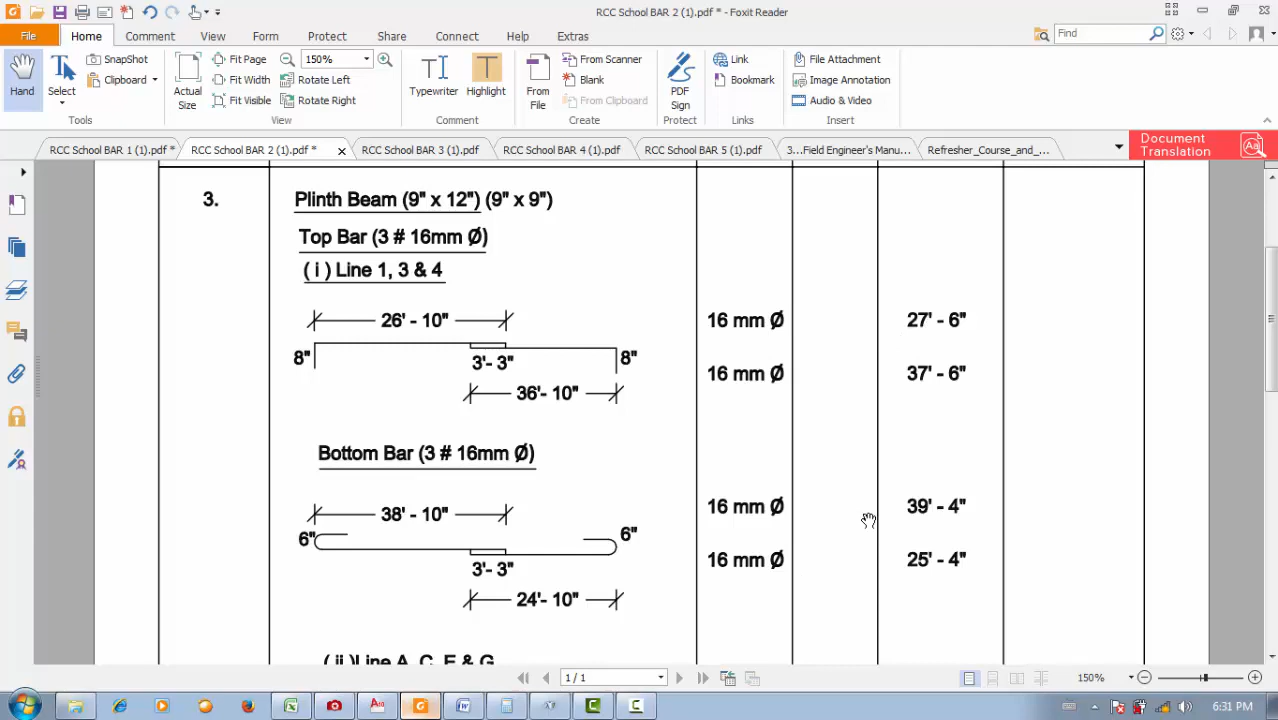 RCC School BAR 2 (1).pdf * - Foxit Reader
File Home Comment View Form Protect Share Connect Help Extras
Find
Hand
Select
SnapShot
Clipboard
Actual Size
Fit Page
Fit Width
Fit Visible
150%
Rotate Left
Rotate Right
Typewriter
Highlight
From File
From Scanner
Blank
From Clipboard
PDF Sign
Link
Bookmark
File Attachment
Image Annotation
Audio & Video
Tools View Comment Create Protect Links Insert
RCC School BAR 1 (1).pdf * RCC School BAR 2 (1).pdf * RCC School BAR 3 (1).pdf RCC School BAR 4 (1).pdf RCC School BAR 5 (1).pdf 3...Field Engineer's Manu... Refresher_Course_and_...
Document Translation
3. Plinth Beam (9" x 12") (9" x 9")
Top Bar (3 # 16mm Ø)
( i ) Line 1, 3 & 4
26' - 10" 16 mm Ø 27' - 6"
8" 3'- 3" 8" 16 mm Ø 37' - 6"
36'- 10"
Bottom Bar (3 # 16mm Ø)
38' - 10" 16 mm Ø 39' - 4"
6" 6"
3'- 3" 16 mm Ø 25' - 4"
24'- 10"
( ii )Line A, C, E & G
1 / 1
150%
6:31 PM